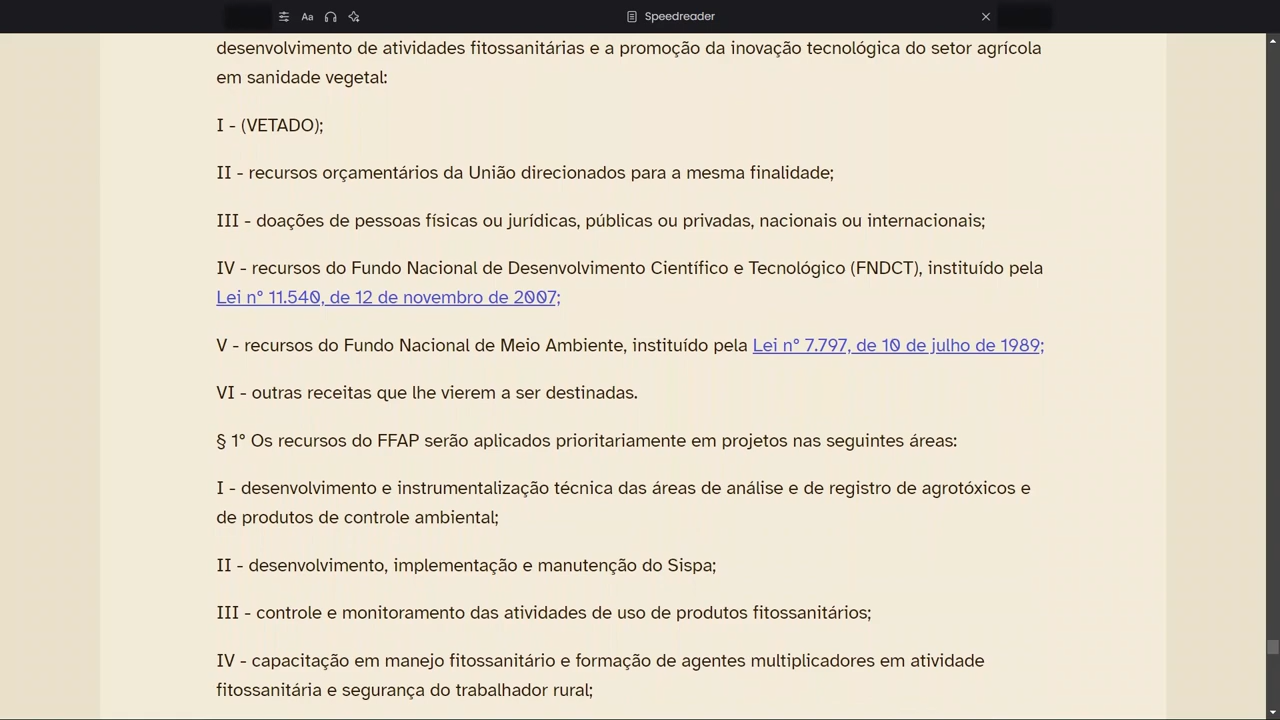 Aa
Speedreader
desenvolvimento de atividades fitossanitárias e a promoção da inovação tecnológica do setor agrícola
em sanidade vegetal:
I - (VETADO);
II - recursos orçamentários da União direcionados para a mesma finalidade;
III - doações de pessoas físicas ou jurídicas, públicas ou privadas, nacionais ou internacionais;
IV - recursos do Fundo Nacional de Desenvolvimento Científico e Tecnológico (FNDCT), instituído pela
Lei nº 11.540, de 12 de novembro de 2007;
V - recursos do Fundo Nacional de Meio Ambiente, instituído pela Lei nº 7.797, de 10 de julho de 1989;
VI - outras receitas que lhe vierem a ser destinadas.
§ 1º Os recursos do FFAP serão aplicados prioritariamente em projetos nas seguintes áreas:
I - desenvolvimento e instrumentalização técnica das áreas de análise e de registro de agrotóxicos e
de produtos de controle ambiental;
II - desenvolvimento, implementação e manutenção do Sispa;
III - controle e monitoramento das atividades de uso de produtos fitossanitários;
IV - capacitação em manejo fitossanitário e formação de agentes multiplicadores em atividade
fitossanitária e segurança do trabalhador rural;